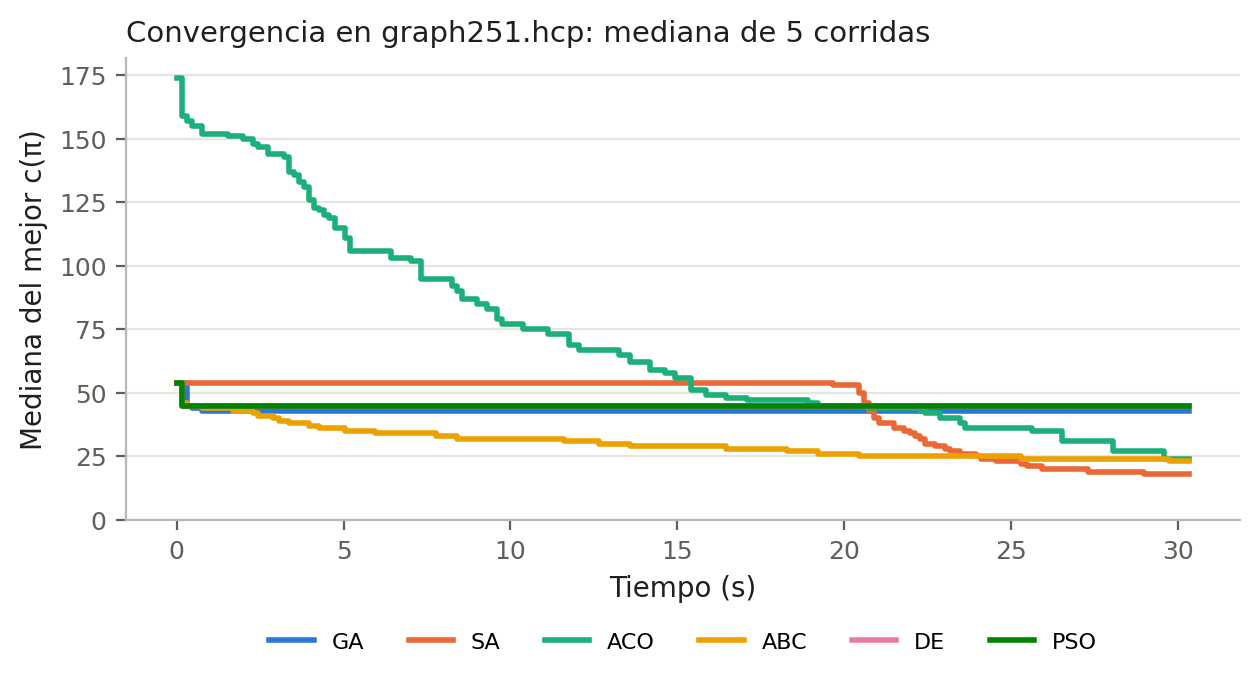 Convergencia en graph251.hcp: mediana de 5 corridas
Mediana del mejor c(π)
175
150
125
100
75
50
25
0
0 5 10 15 20 25 30
Tiempo (s)
GA SA ACO ABC DE PSO